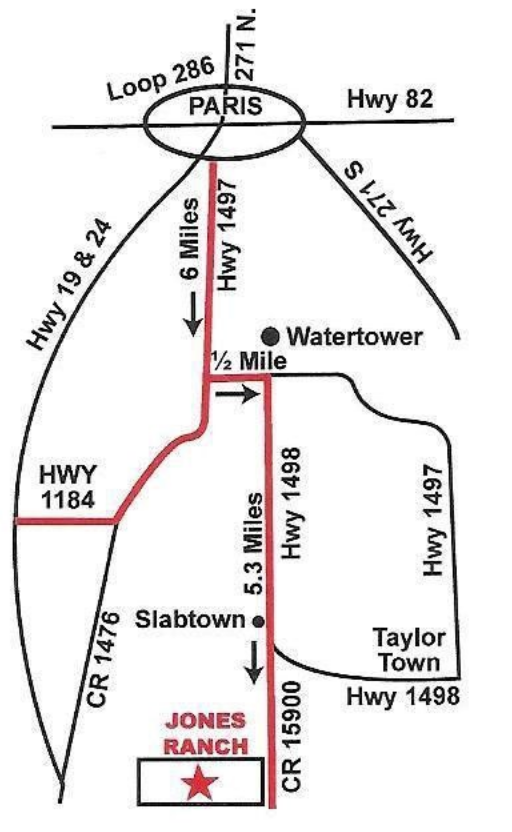 271 N.
Loop 286
PARIS
Hwy 82
Hwy 271 S
6 Miles
Hwy 1497
Hwy 19 & 24
Watertower
½ Mile
HWY
1184
Hwy 1498
5.3 Miles
Hwy 1497
Slabtown
CR 1476
Taylor
Town
Hwy 1498
CR 15900
JONES
RANCH